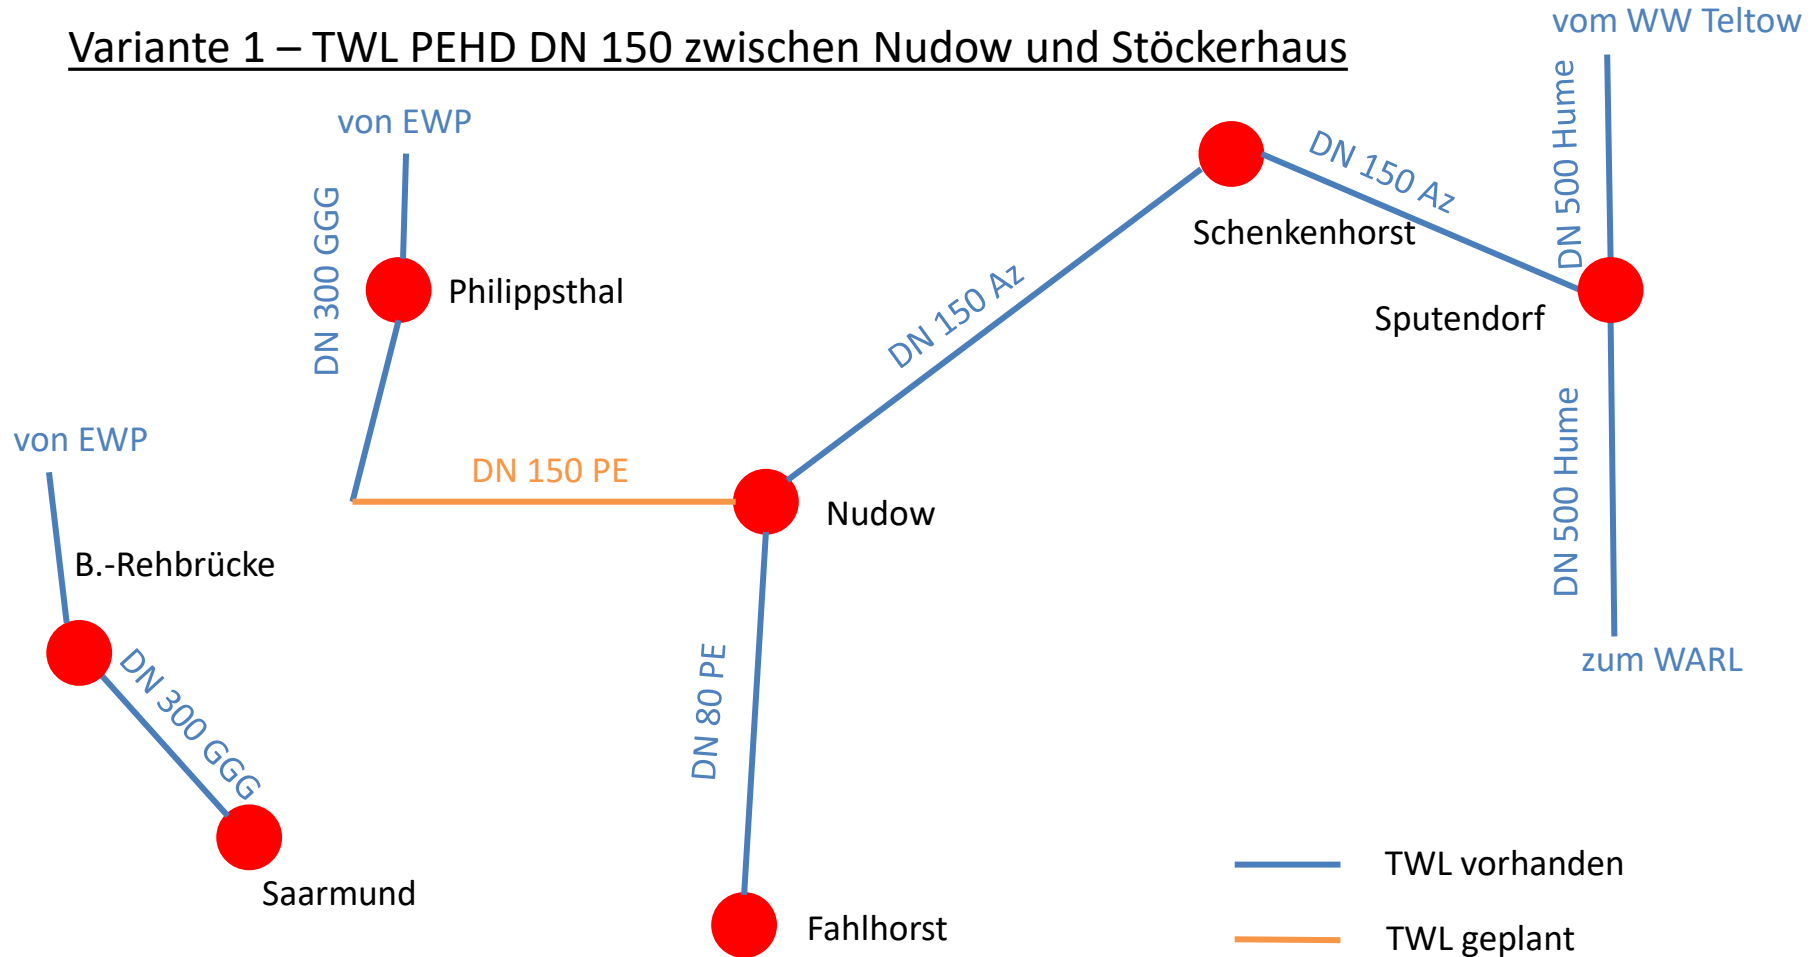 vom WW Teltow
Variante 1 – TWL PEHD DN 150 zwischen Nudow und Stöckerhaus
von EWP
DN 300 GGG
Philippsthal
DN 150 Az
Schenkenhorst
DN 150 Az
DN 500 Hume
Sputendorf
DN 500 Hume
zum WARL
von EWP
DN 150 PE
Nudow
B.-Rehbrücke
DN 300 GGG
Saarmund
DN 80 PE
Fahlhorst
TWL vorhanden
TWL geplant